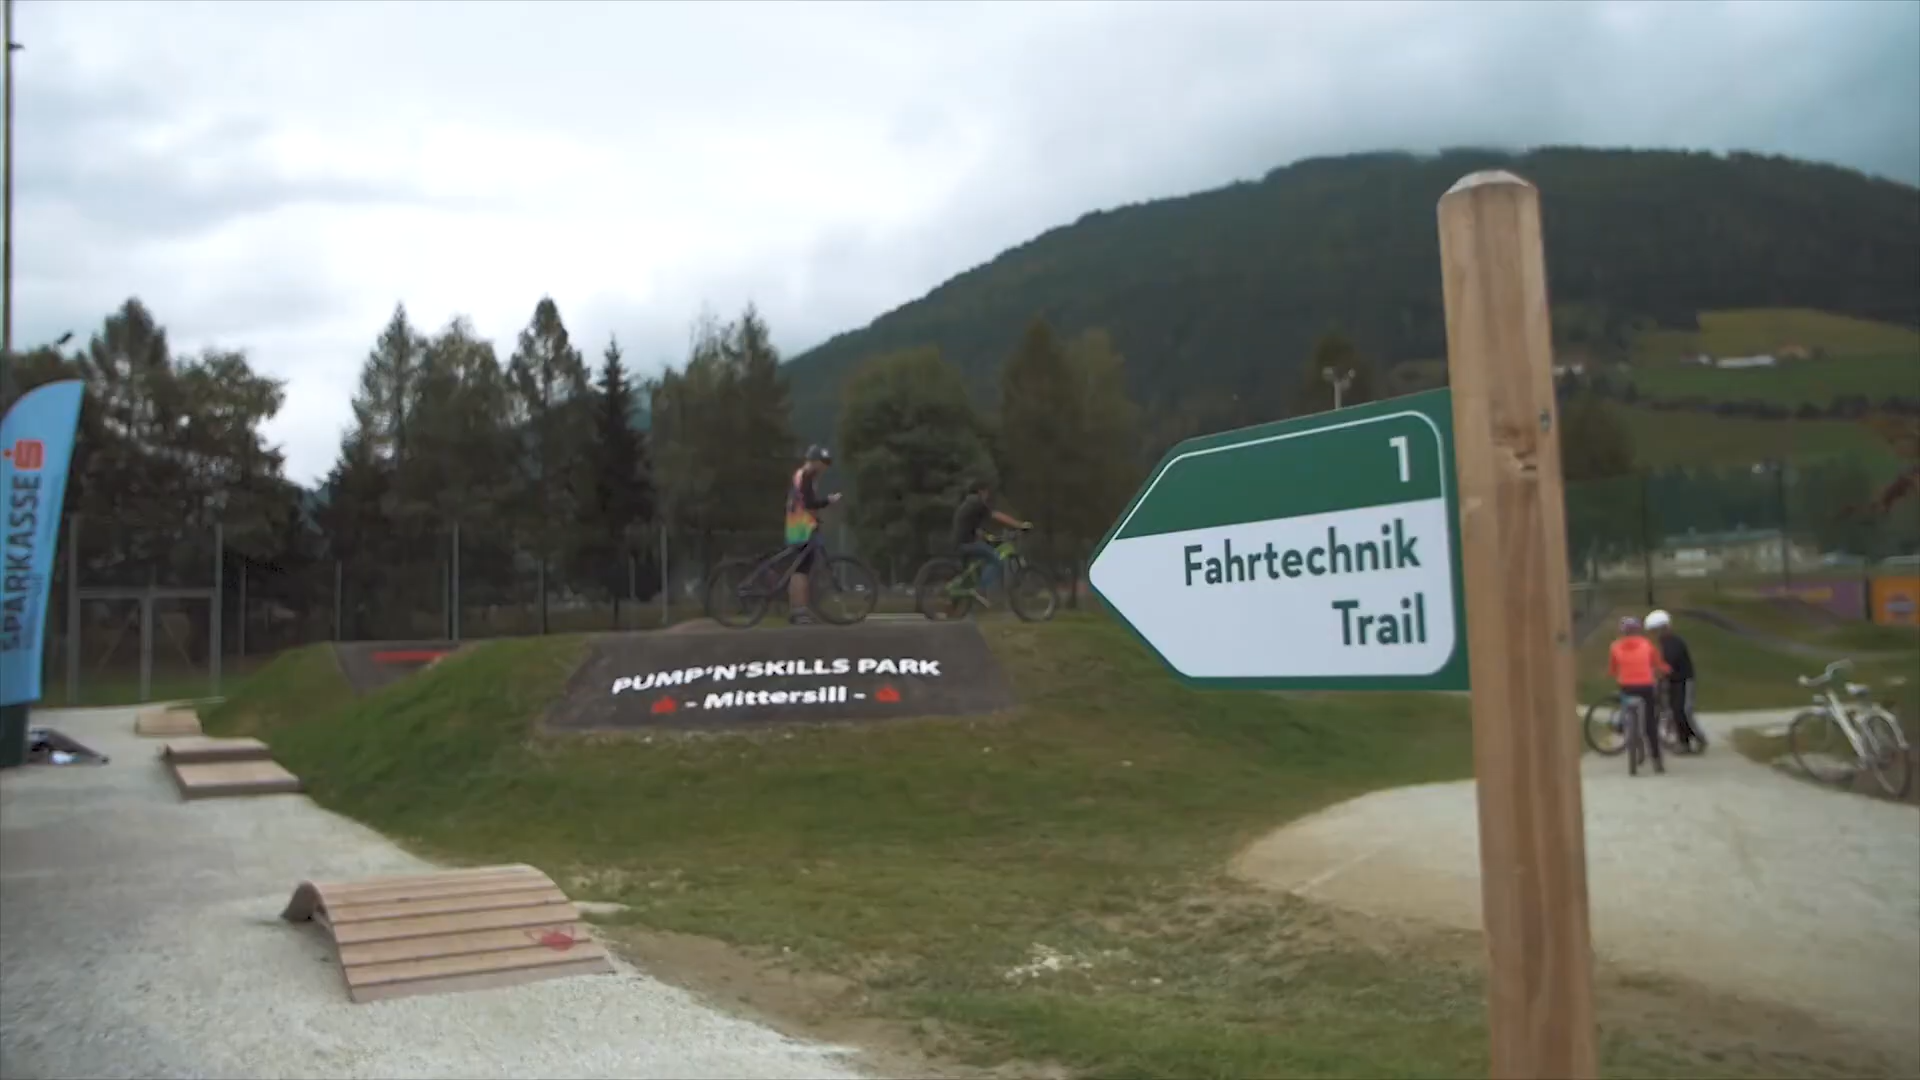 SPARKASSE
PUMP'N'SKILLS PARK
- Mittersill -
1
Fahrtechnik
Trail